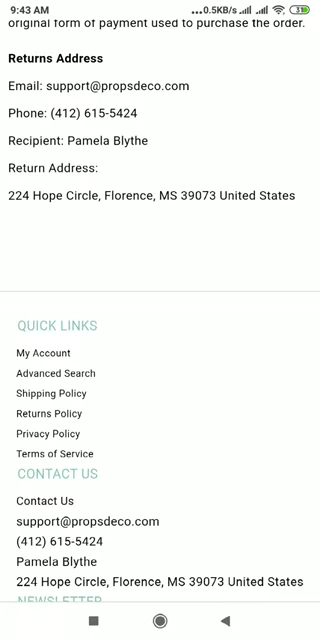 9:43 AM
...0.5KB/s
31
original form of payment used to purchase the order.
Returns Address
Email: support@propsdeco.com
Phone: (412) 615-5424
Recipient: Pamela Blythe
Return Address:
224 Hope Circle, Florence, MS 39073 United States
QUICK LINKS
My Account
Advanced Search
Shipping Policy
Returns Policy
Privacy Policy
Terms of Service
CONTACT US
Contact Us
support@propsdeco.com
(412) 615-5424
Pamela Blythe
224 Hope Circle, Florence, MS 39073 United States
NEWSLETTER